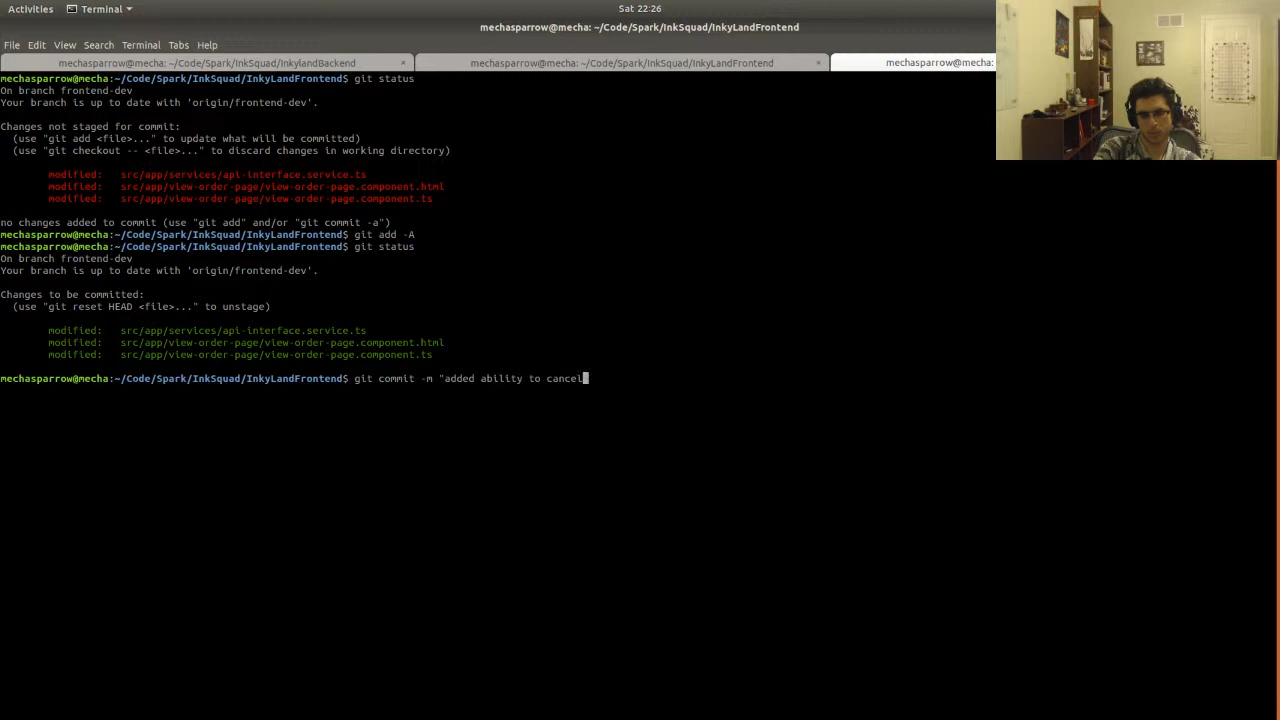 Activities Terminal Sat 22:26
mechasparrow@mecha: ~/Code/Spark/InkSquad/InkyLandFrontend
File Edit View Search Terminal Tabs Help
mechasparrow@mecha: ~/Code/Spark/InkSquad/InkylandBackend × mechasparrow@mecha: ~/Code/Spark/InkSquad/InkyLandFrontend × mechasparrow@mecha:
mechasparrow@mecha:~/Code/Spark/InkSquad/InkyLandFrontend$ git status
On branch frontend-dev
Your branch is up to date with 'origin/frontend-dev'.
Changes not staged for commit:
(use "git add <file>..." to update what will be committed)
(use "git checkout -- <file>..." to discard changes in working directory)
modified: src/app/services/api-interface.service.ts
modified: src/app/view-order-page/view-order-page.component.html
modified: src/app/view-order-page/view-order-page.component.ts
no changes added to commit (use "git add" and/or "git commit -a")
mechasparrow@mecha:~/Code/Spark/InkSquad/InkyLandFrontend$ git add -A
mechasparrow@mecha:~/Code/Spark/InkSquad/InkyLandFrontend$ git status
On branch frontend-dev
Your branch is up to date with 'origin/frontend-dev'.
Changes to be committed:
(use "git reset HEAD <file>..." to unstage)
modified: src/app/services/api-interface.service.ts
modified: src/app/view-order-page/view-order-page.component.html
modified: src/app/view-order-page/view-order-page.component.ts
mechasparrow@mecha:~/Code/Spark/InkSquad/InkyLandFrontend$ git commit -m "added ability to cancel